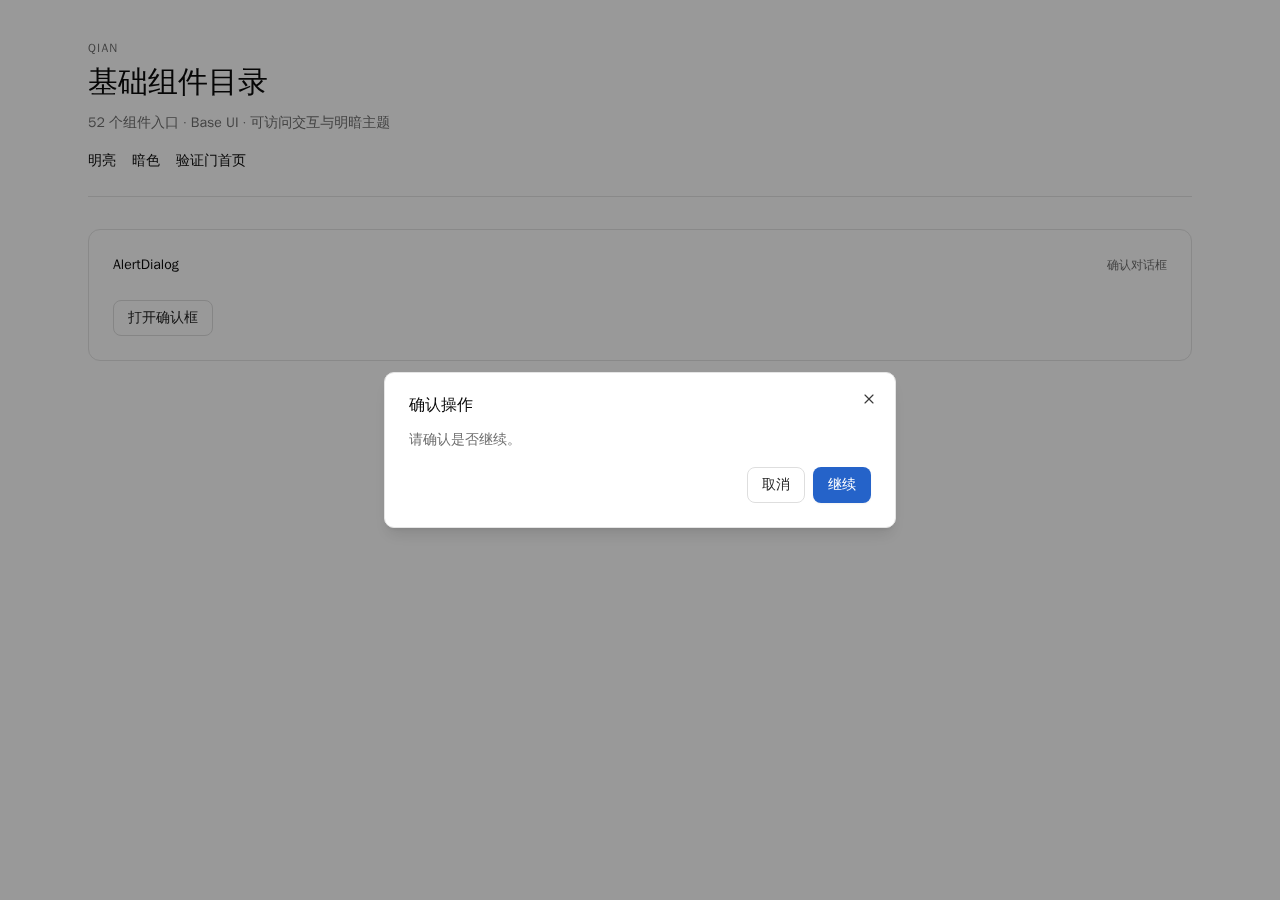 QIAN
基础组件目录
52 个组件入口 · Base UI · 可访问交互与明暗主题
明亮 暗色 验证门首页
AlertDialog 确认对话框
打开确认框
确认操作
请确认是否继续。
取消 继续